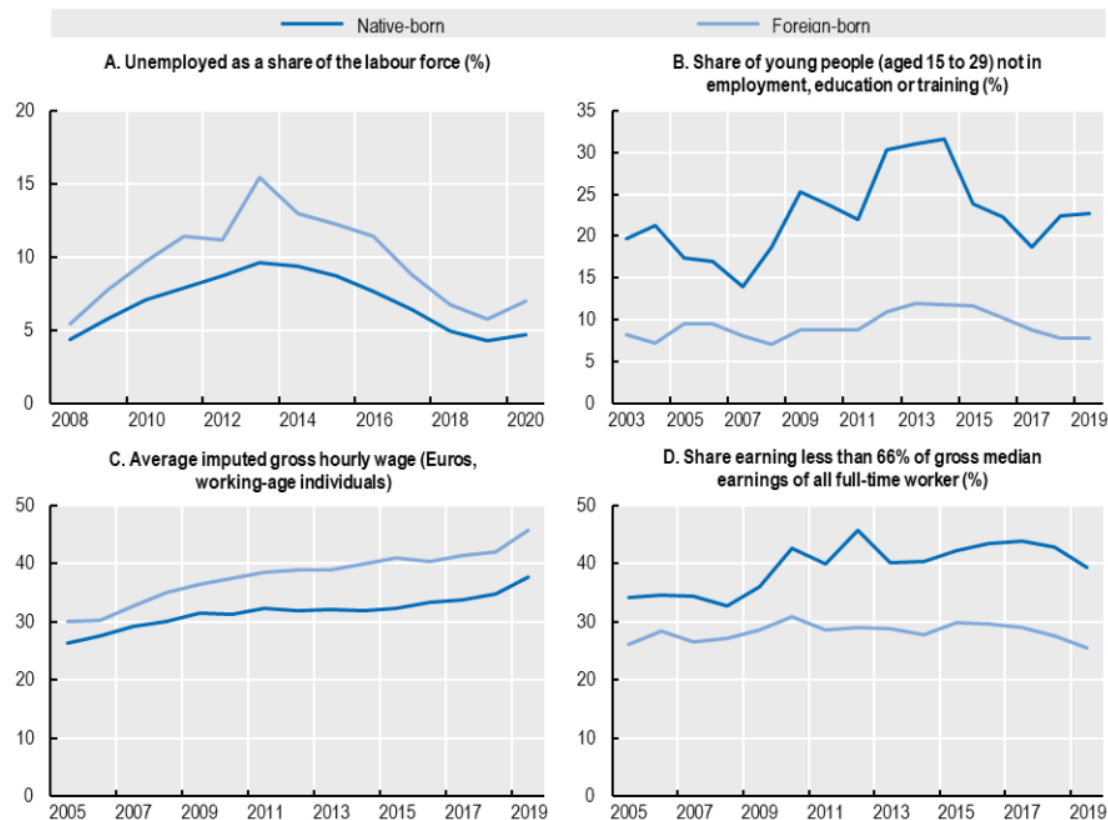 Native-born
Foreign-born
A. Unemployed as a share of the labour force (%)
B. Share of young people (aged 15 to 29) not in
employment, education or training (%)
20
15
10
5
0
2008 2010 2012 2014 2016 2018 2020
35
30
25
20
15
10
5
0
2003 2005 2007 2009 2011 2013 2015 2017 2019
C. Average imputed gross hourly wage (Euros,
working-age individuals)
D. Share earning less than 66% of gross median
earnings of all full-time worker (%)
50
40
30
20
10
0
2005 2007 2009 2011 2013 2015 2017 2019
50
40
30
20
10
0
2005 2007 2009 2011 2013 2015 2017 2019